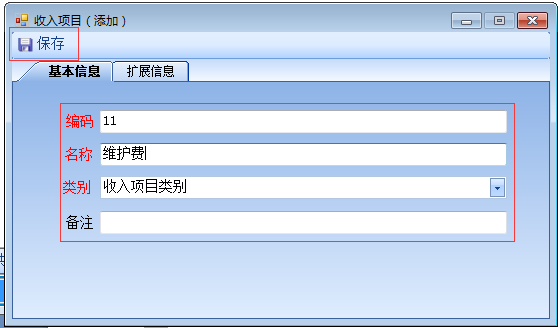 收入项目（添加）
保存
基本信息 扩展信息
编码 11
名称 维护费
类别 收入项目类别
备注